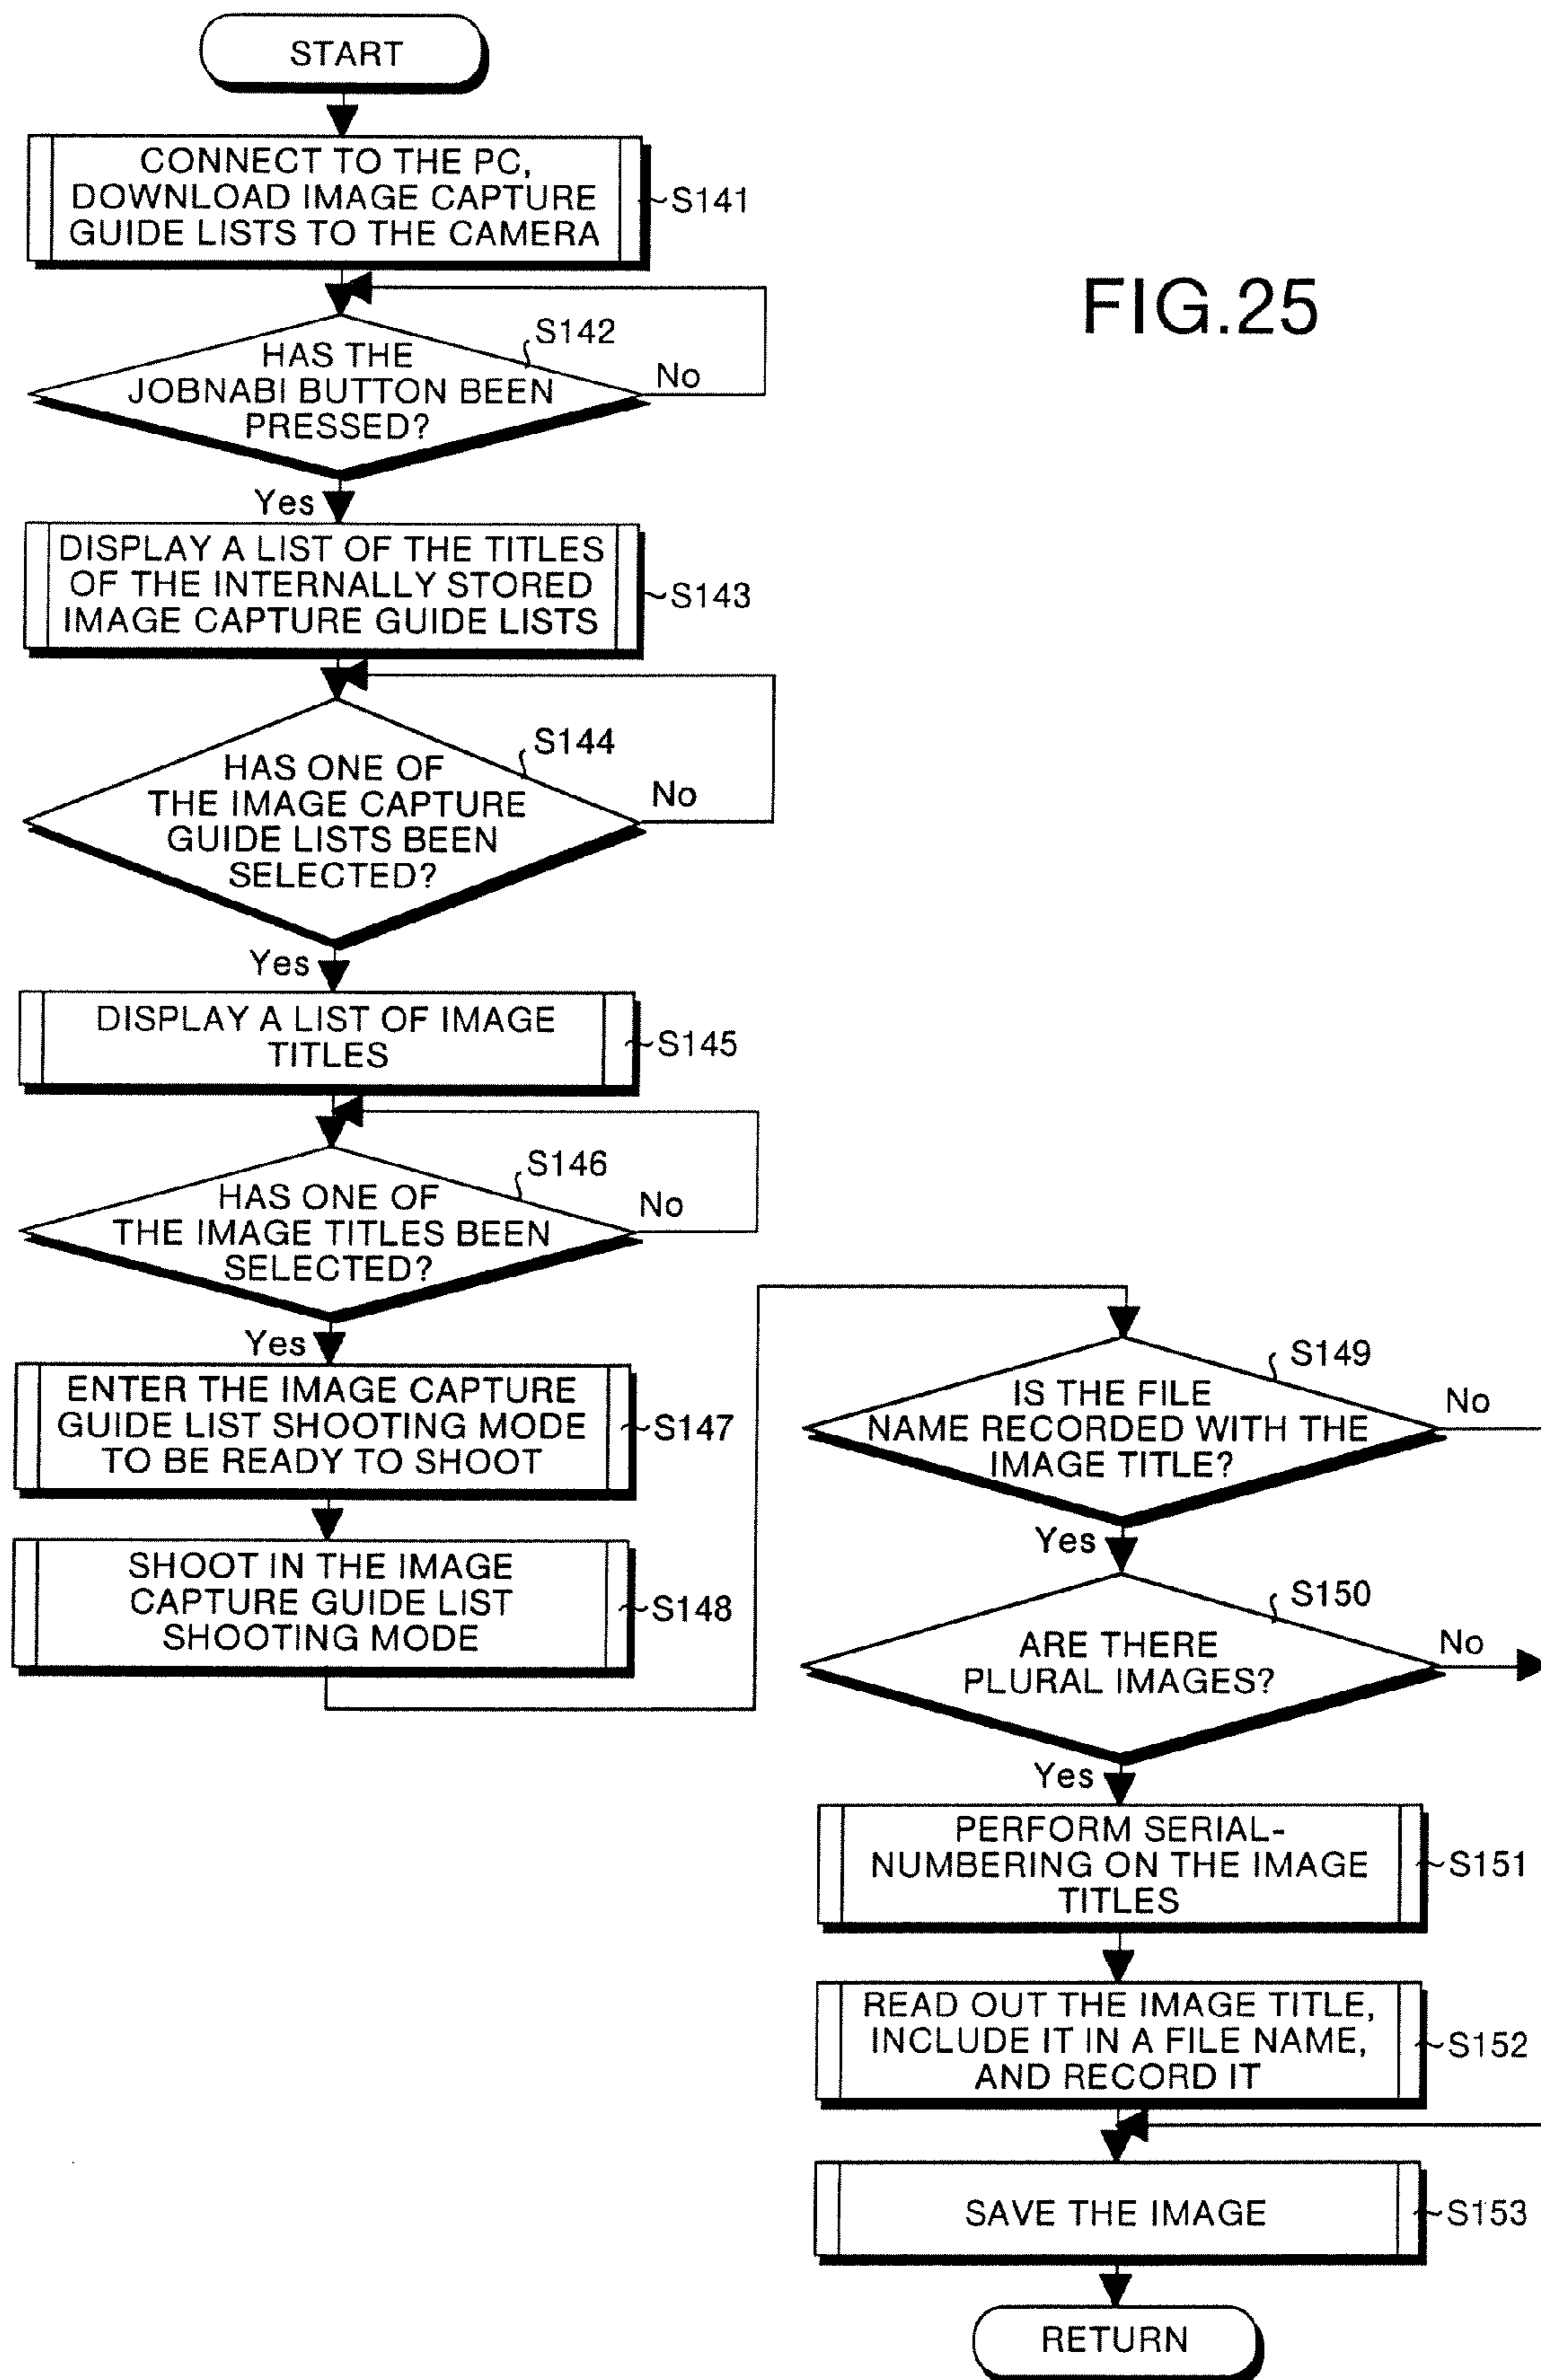 START
CONNECT TO THE PC,
DOWNLOAD IMAGE CAPTURE
GUIDE LISTS TO THE CAMERA
S141
FIG.25
S142
HAS THE
JOBNABI BUTTON BEEN
PRESSED?
No
Yes
DISPLAY A LIST OF THE TITLES
OF THE INTERNALLY STORED
IMAGE CAPTURE GUIDE LISTS
S143
S144
HAS ONE OF
THE IMAGE CAPTURE
GUIDE LISTS BEEN
SELECTED?
No
Yes
DISPLAY A LIST OF IMAGE
TITLES
S145
S146
HAS ONE OF
THE IMAGE TITLES BEEN
SELECTED?
No
Yes
ENTER THE IMAGE CAPTURE
GUIDE LIST SHOOTING MODE
TO BE READY TO SHOOT
S147
SHOOT IN THE IMAGE
CAPTURE GUIDE LIST
SHOOTING MODE
S148
S149
IS THE FILE
NAME RECORDED WITH THE
IMAGE TITLE?
No
Yes
S150
ARE THERE
PLURAL IMAGES?
No
Yes
PERFORM SERIAL-
NUMBERING ON THE IMAGE
TITLES
S151
READ OUT THE IMAGE TITLE,
INCLUDE IT IN A FILE NAME,
AND RECORD IT
S152
SAVE THE IMAGE
S153
RETURN